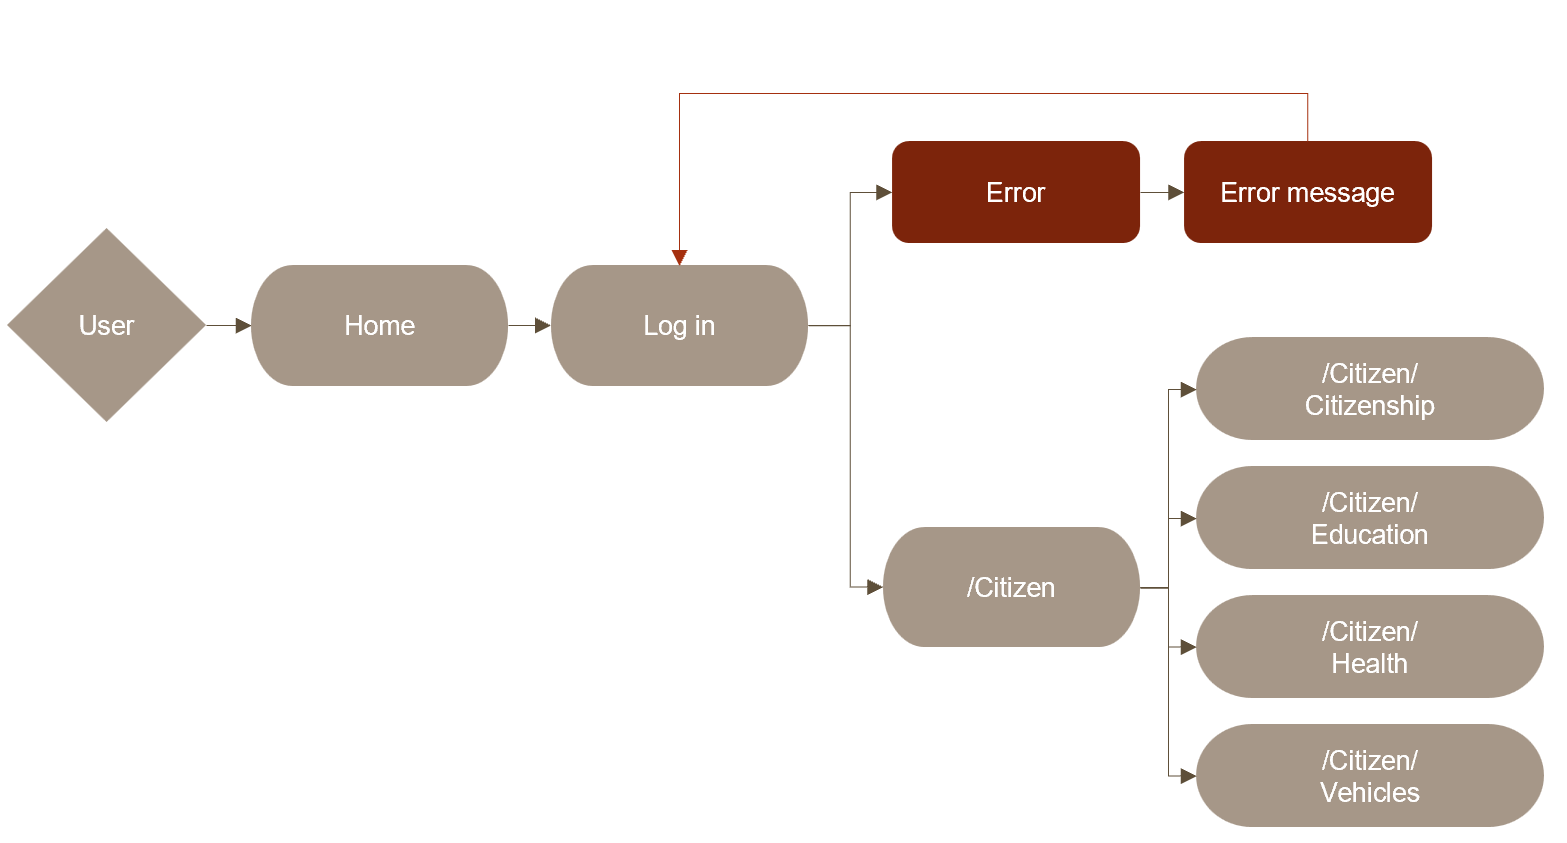 Error
Error message
User
Home
Log in
/Citizen/
Citizenship
/Citizen/
Education
/Citizen
/Citizen/
Health
/Citizen/
Vehicles